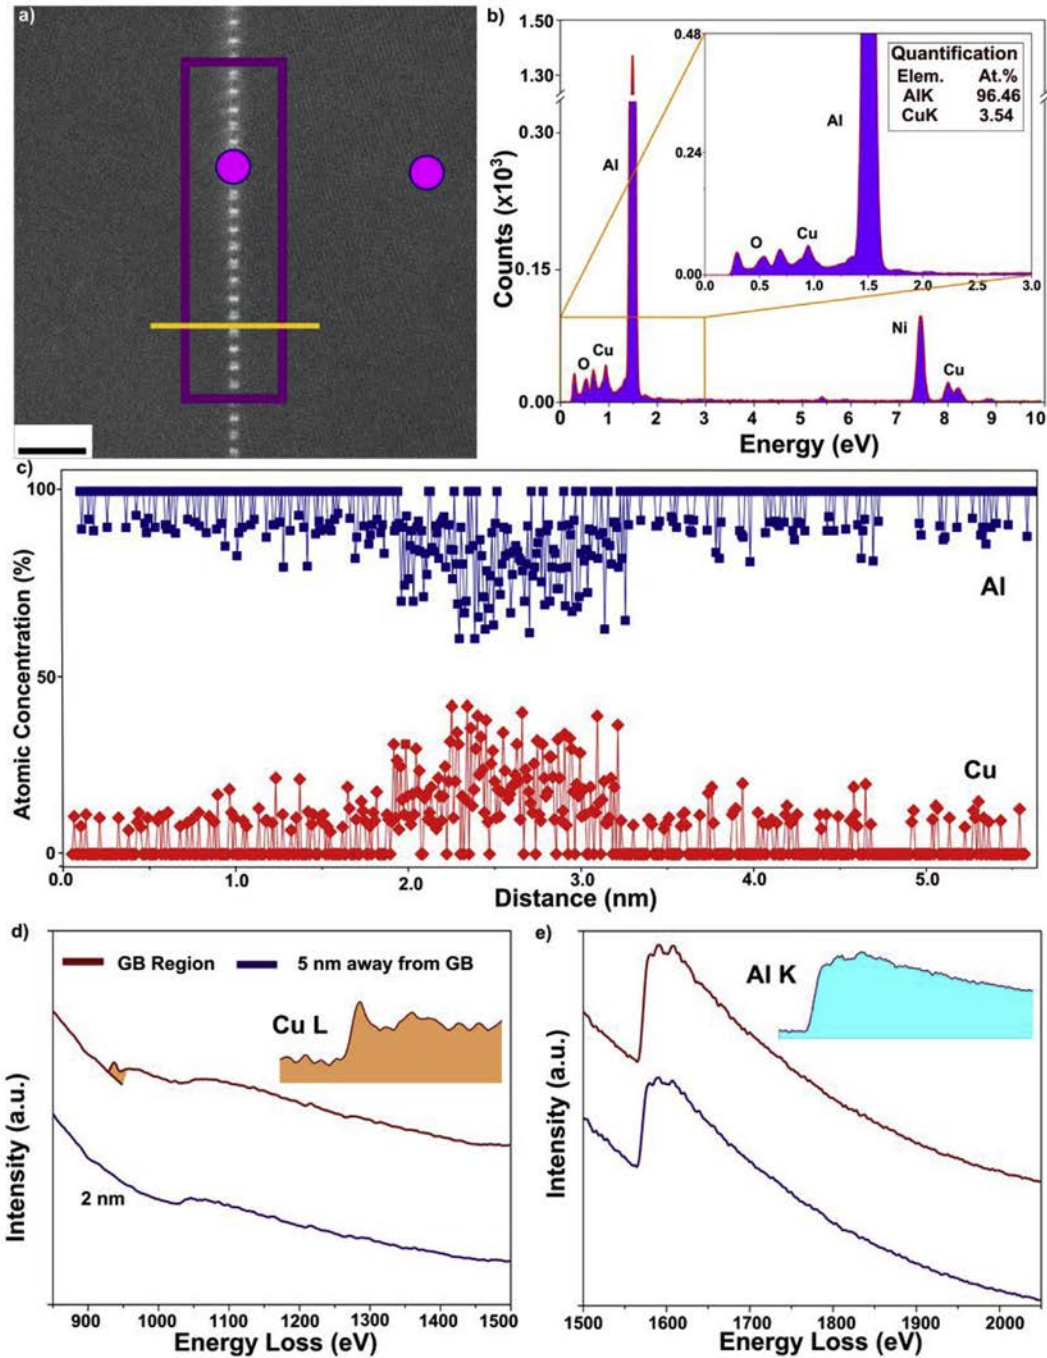 a)
b)
1.50
1.30
0.30
0.15
0.00
Counts (x10³)
Al
O
Cu
Ni
Cu
0 1 2 3 4 5 6 7 8 9 10
Energy (eV)
0.48
0.24
0.00
Al
O
Cu
0.0 0.5 1.0 1.5 2.0 2.5 3.0
Quantification
Elem. At.%
AlK 96.46
CuK 3.54
c)
100
50
0
Atomic Concentration (%)
Al
Cu
0.0 1.0 2.0 3.0 4.0 5.0
Distance (nm)
d)
GB Region 5 nm away from GB
Cu L
2 nm
Intensity (a.u.)
900 1000 1100 1200 1300 1400 1500
Energy Loss (eV)
e)
Al K
Intensity (a.u.)
1500 1600 1700 1800 1900 2000
Energy Loss (eV)